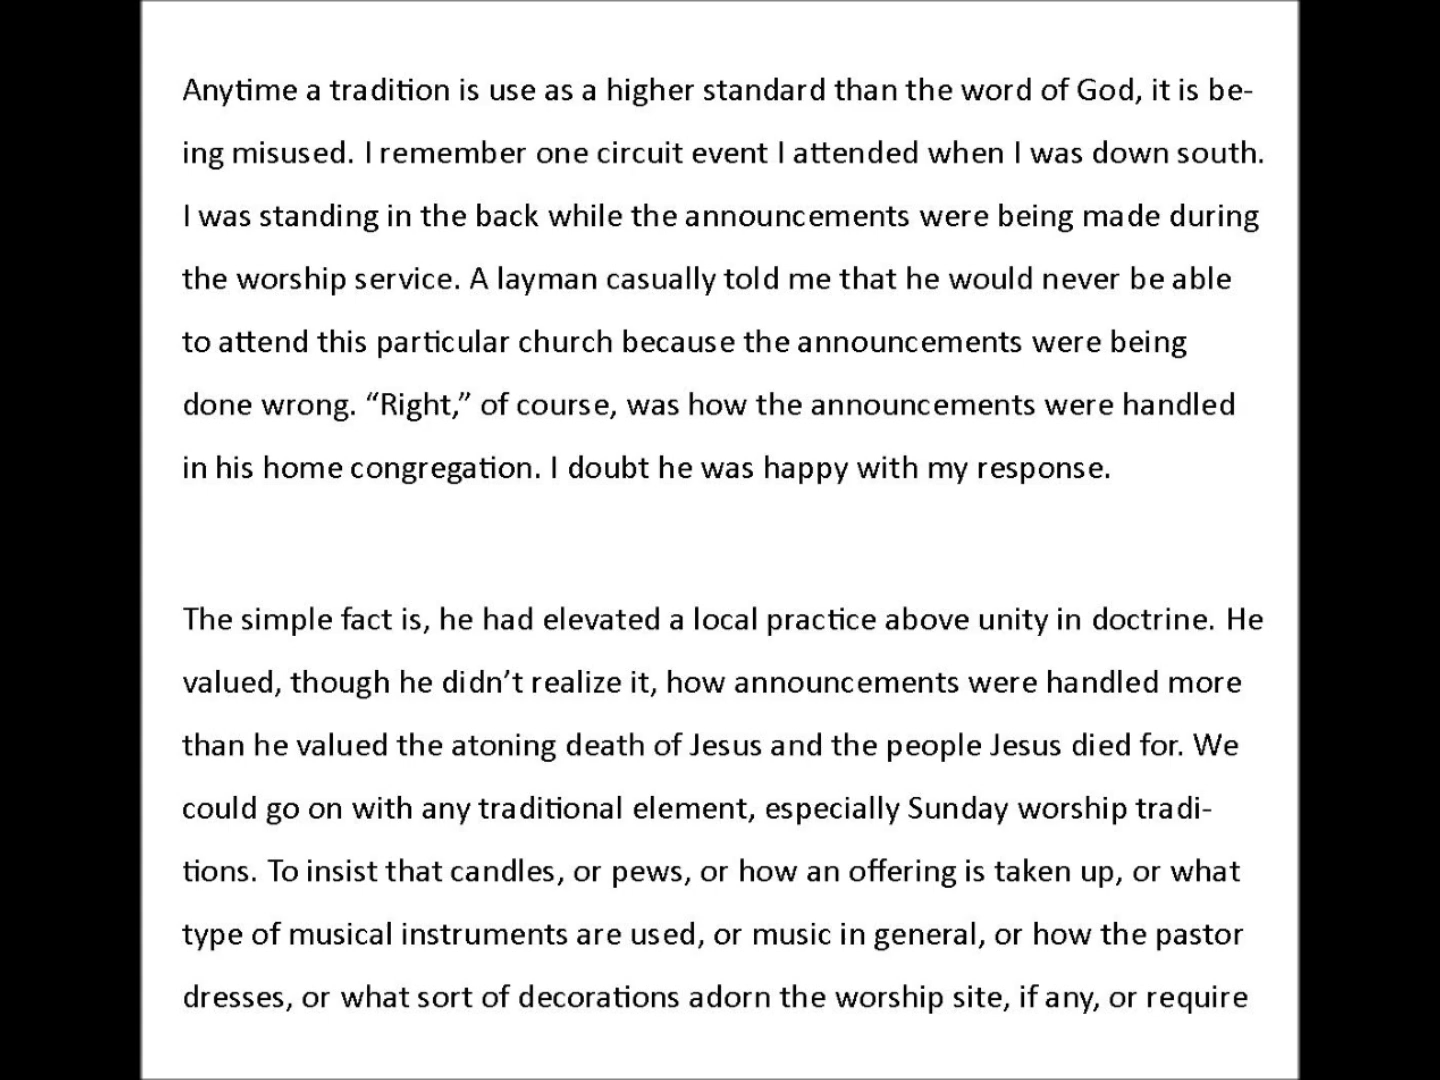 Anytime a tradition is use as a higher standard than the word of God, it is be-
ing misused. I remember one circuit event I attended when I was down south.
I was standing in the back while the announcements were being made during
the worship service. A layman casually told me that he would never be able
to attend this particular church because the announcements were being
done wrong. “Right,” of course, was how the announcements were handled
in his home congregation. I doubt he was happy with my response.
The simple fact is, he had elevated a local practice above unity in doctrine. He
valued, though he didn’t realize it, how announcements were handled more
than he valued the atoning death of Jesus and the people Jesus died for. We
could go on with any traditional element, especially Sunday worship tradi-
tions. To insist that candles, or pews, or how an offering is taken up, or what
type of musical instruments are used, or music in general, or how the pastor
dresses, or what sort of decorations adorn the worship site, if any, or require